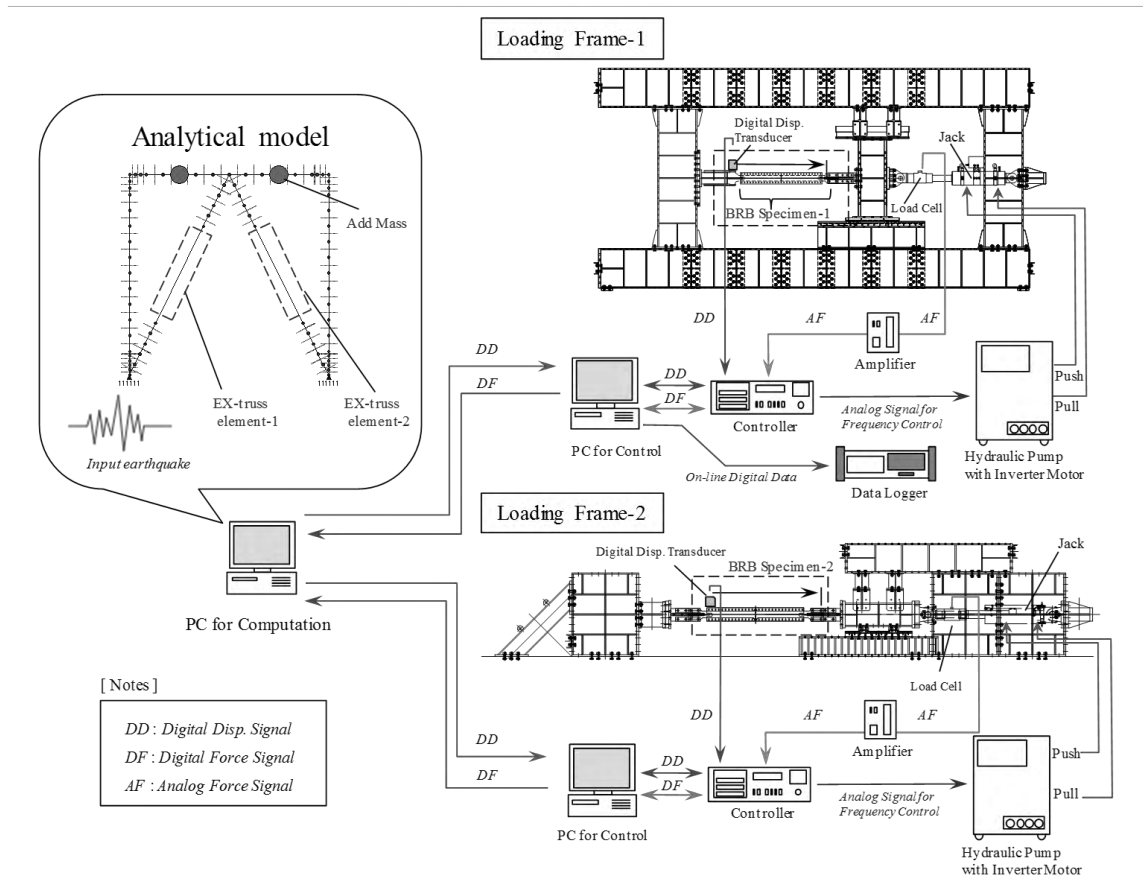 Loading Frame-1
Analytical model
Add Mass
EX-truss
element-1
EX-truss
element-2
Input earthquake
Digital Disp.
Transducer
Jack
BRB Specimen-1
Load Cell
DD
AF
AF
Amplifier
Push
Pull
DD
DF
DD
DF
PC for Control
Controller
Analog Signal for
Frequency Control
Hydraulic Pump
with Inverter Motor
On-line Digital Data
Data Logger
Loading Frame-2
Digital Disp. Transducer
BRB Specimen-2
Jack
Load Cell
PC for Computation
[ Notes ]
DD : Digital Disp. Signal
DF : Digital Force Signal
AF : Analog Force Signal
DD
AF
AF
Amplifier
Push
Pull
DD
DF
DD
DF
PC for Control
Controller
Analog Signal for
Frequency Control
Hydraulic Pump
with Inverter Motor